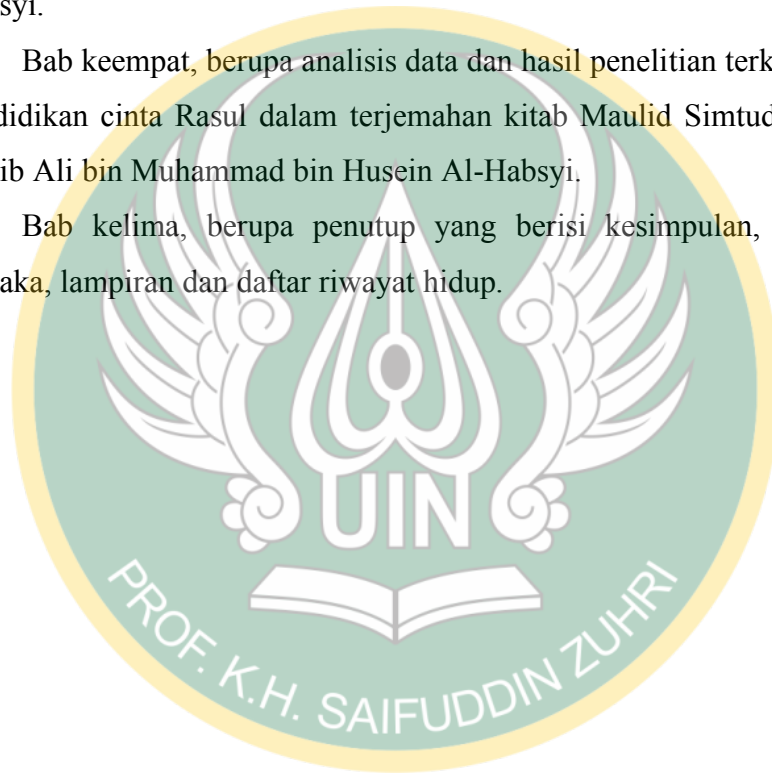 syi.
Bab keempat, berupa analisis data dan hasil penelitian terk
didikan cinta Rasul dalam terjemahan kitab Maulid Simtud
ib Ali bin Muhammad bin Husein Al-Habsyi.
Bab kelima, berupa penutup yang berisi kesimpulan,
aka, lampiran dan daftar riwayat hidup.
UIN
PROF. K.H. SAIFUDDIN ZUHRI